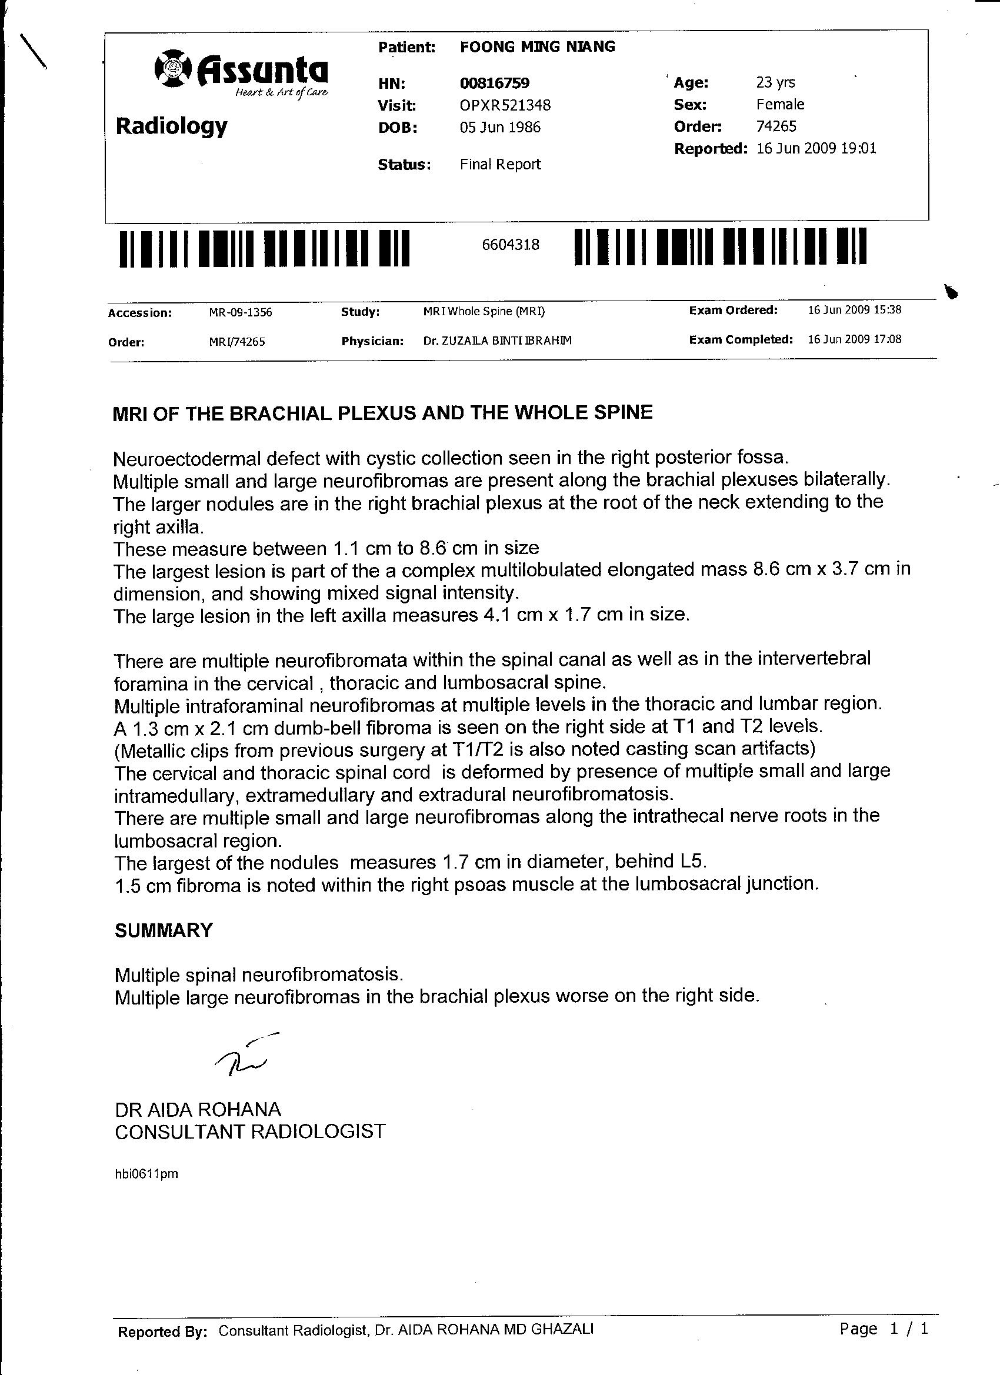 Assunta
Heart & Art of Care
Radiology
Patient: FOONG MING NIANG
HN: 00816759 Age: 23 yrs
Visit: OPXR521348 Sex: Female
DOB: 05 Jun 1986 Order: 74265
Reported: 16 Jun 2009 19:01
Status: Final Report
6604318
Accession: MR-09-1356 Study: MRI Whole Spine (MRI) Exam Ordered: 16 Jun 2009 15:38
Order: MRI/74265 Physician: Dr. ZUZAILA BINTI IBRAHIM Exam Completed: 16 Jun 2009 17:08
MRI OF THE BRACHIAL PLEXUS AND THE WHOLE SPINE
Neuroectodermal defect with cystic collection seen in the right posterior fossa.
Multiple small and large neurofibromas are present along the brachial plexuses bilaterally.
The larger nodules are in the right brachial plexus at the root of the neck extending to the
right axilla.
These measure between 1.1 cm to 8.6 cm in size
The largest lesion is part of the a complex multilobulated elongated mass 8.6 cm x 3.7 cm in
dimension, and showing mixed signal intensity.
The large lesion in the left axilla measures 4.1 cm x 1.7 cm in size.
There are multiple neurofibromata within the spinal canal as well as in the intervertebral
foramina in the cervical , thoracic and lumbosacral spine.
Multiple intraforaminal neurofibromas at multiple levels in the thoracic and lumbar region.
A 1.3 cm x 2.1 cm dumb-bell fibroma is seen on the right side at T1 and T2 levels.
(Metallic clips from previous surgery at T1/T2 is also noted casting scan artifacts)
The cervical and thoracic spinal cord is deformed by presence of multiple small and large
intramedullary, extramedullary and extradural neurofibromatosis.
There are multiple small and large neurofibromas along the intrathecal nerve roots in the
lumbosacral region.
The largest of the nodules measures 1.7 cm in diameter, behind L5.
1.5 cm fibroma is noted within the right psoas muscle at the lumbosacral junction.
SUMMARY
Multiple spinal neurofibromatosis.
Multiple large neurofibromas in the brachial plexus worse on the right side.
DR AIDA ROHANA
CONSULTANT RADIOLOGIST
hbi0611pm
Reported By: Consultant Radiologist, Dr. AIDA ROHANA MD GHAZALI Page 1 / 1